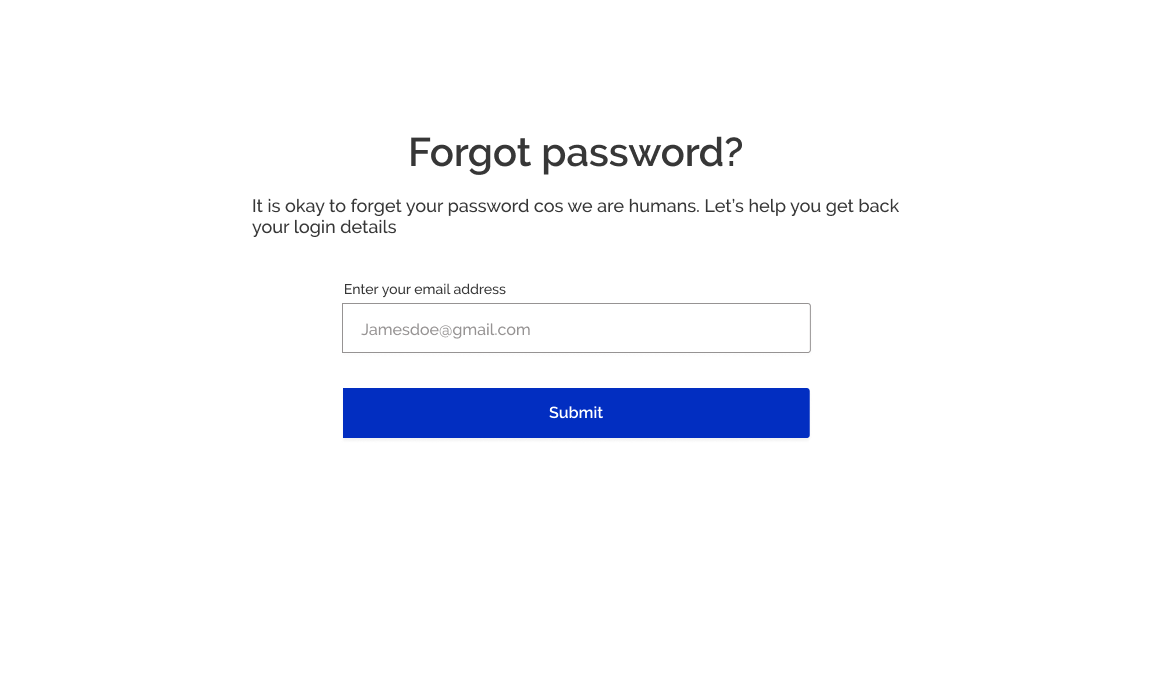 Forgot password?
It is okay to forget your password cos we are humans. Let’s help you get back
your login details
Enter your email address
Jamesdoe@gmail.com
Submit